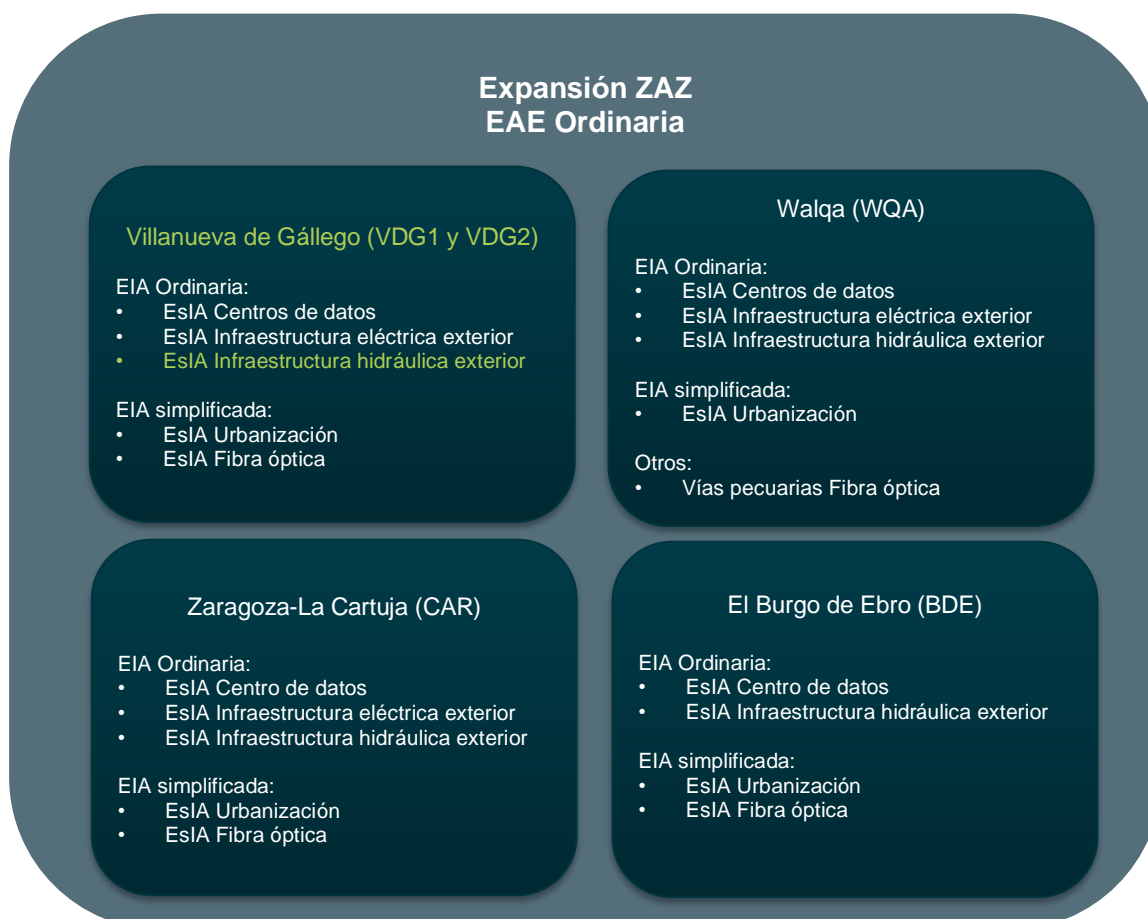 Expansión ZAZ
EAE Ordinaria
Villanueva de Gállego (VDG1 y VDG2)
EIA Ordinaria:
• EsIA Centros de datos
• EsIA Infraestructura eléctrica exterior
• EsIA Infraestructura hidráulica exterior
EIA simplificada:
• EsIA Urbanización
• EsIA Fibra óptica
Walqa (WQA)
EIA Ordinaria:
• EsIA Centros de datos
• EsIA Infraestructura eléctrica exterior
• EsIA Infraestructura hidráulica exterior
EIA simplificada:
• EsIA Urbanización
Otros:
• Vías pecuarias Fibra óptica
Zaragoza-La Cartuja (CAR)
EIA Ordinaria:
• EsIA Centro de datos
• EsIA Infraestructura eléctrica exterior
• EsIA Infraestructura hidráulica exterior
EIA simplificada:
• EsIA Urbanización
• EsIA Fibra óptica
El Burgo de Ebro (BDE)
EIA Ordinaria:
• EsIA Centro de datos
• EsIA Infraestructura hidráulica exterior
EIA simplificada:
• EsIA Urbanización
• EsIA Fibra óptica